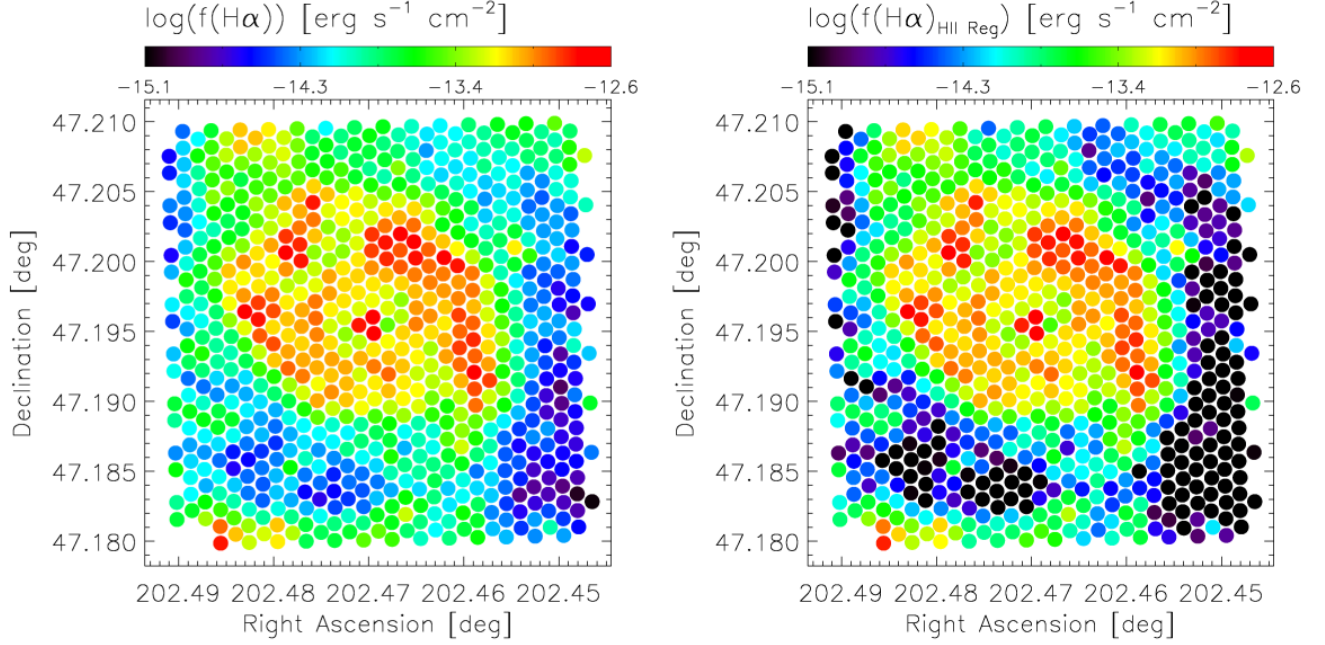 log(f(Hα)) [erg s⁻¹ cm⁻²]
−15.1 −14.3 −13.4 −12.6
47.210
47.205
47.200
47.195
47.190
47.185
47.180
Declination [deg]
202.49 202.48 202.47 202.46 202.45
Right Ascension [deg]
log(f(Hα)HII Reg) [erg s⁻¹ cm⁻²]
−15.1 −14.3 −13.4 −12.6
47.210
47.205
47.200
47.195
47.190
47.185
47.180
Declination [deg]
202.49 202.48 202.47 202.46 202.45
Right Ascension [deg]